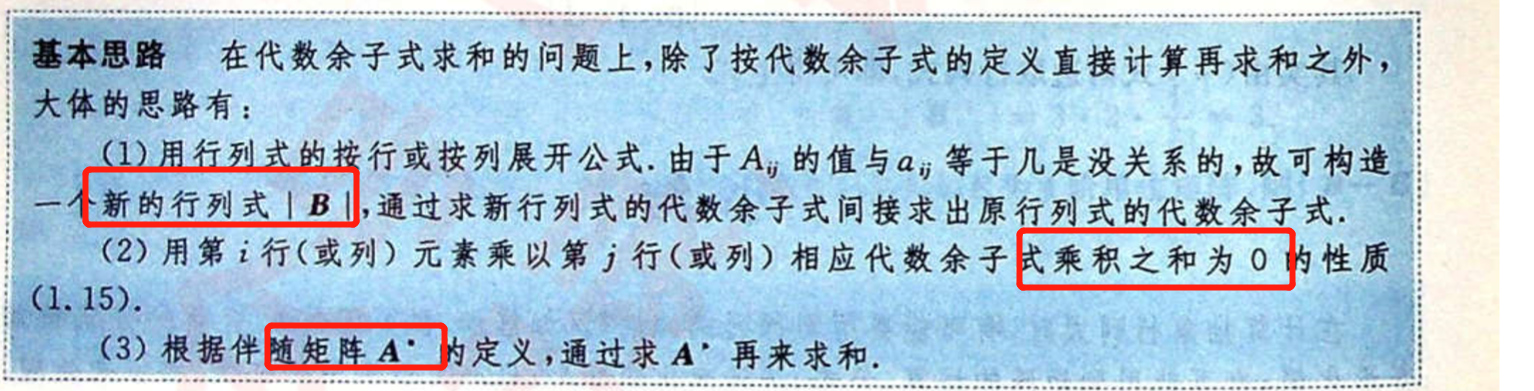 基本思路 在代数余子式求和的问题上,除了按代数余子式的定义直接计算再求和之外,
大体的思路有:
(1)用行列式的按行或按列展开公式.由于 Aij 的值与 aij 等于几是没关系的,故可构造
一个新的行列式 | B |,通过求新行列式的代数余子式间接求出原行列式的代数余子式.
(2)用第 i 行(或列)元素乘以第 j 行(或列)相应代数余子式乘积之和为 0 的性质
(1.15).
(3)根据伴随矩阵 A* 的定义,通过求 A* 再来求和.